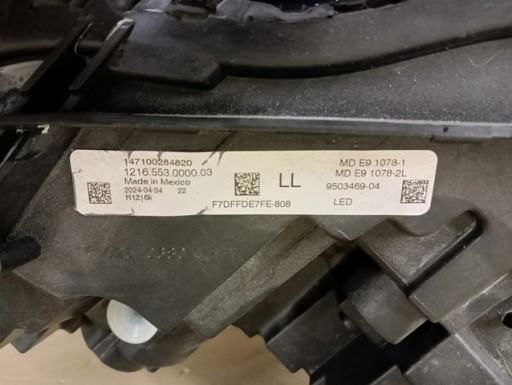 147100284820
1216.553.0000.03
Made in Mexico
2024-04-04 22
H1216k
LL
F7DFFDE7FE-808
MD E9 1078-1
MD E9 1078-2L
9503469-04
LED